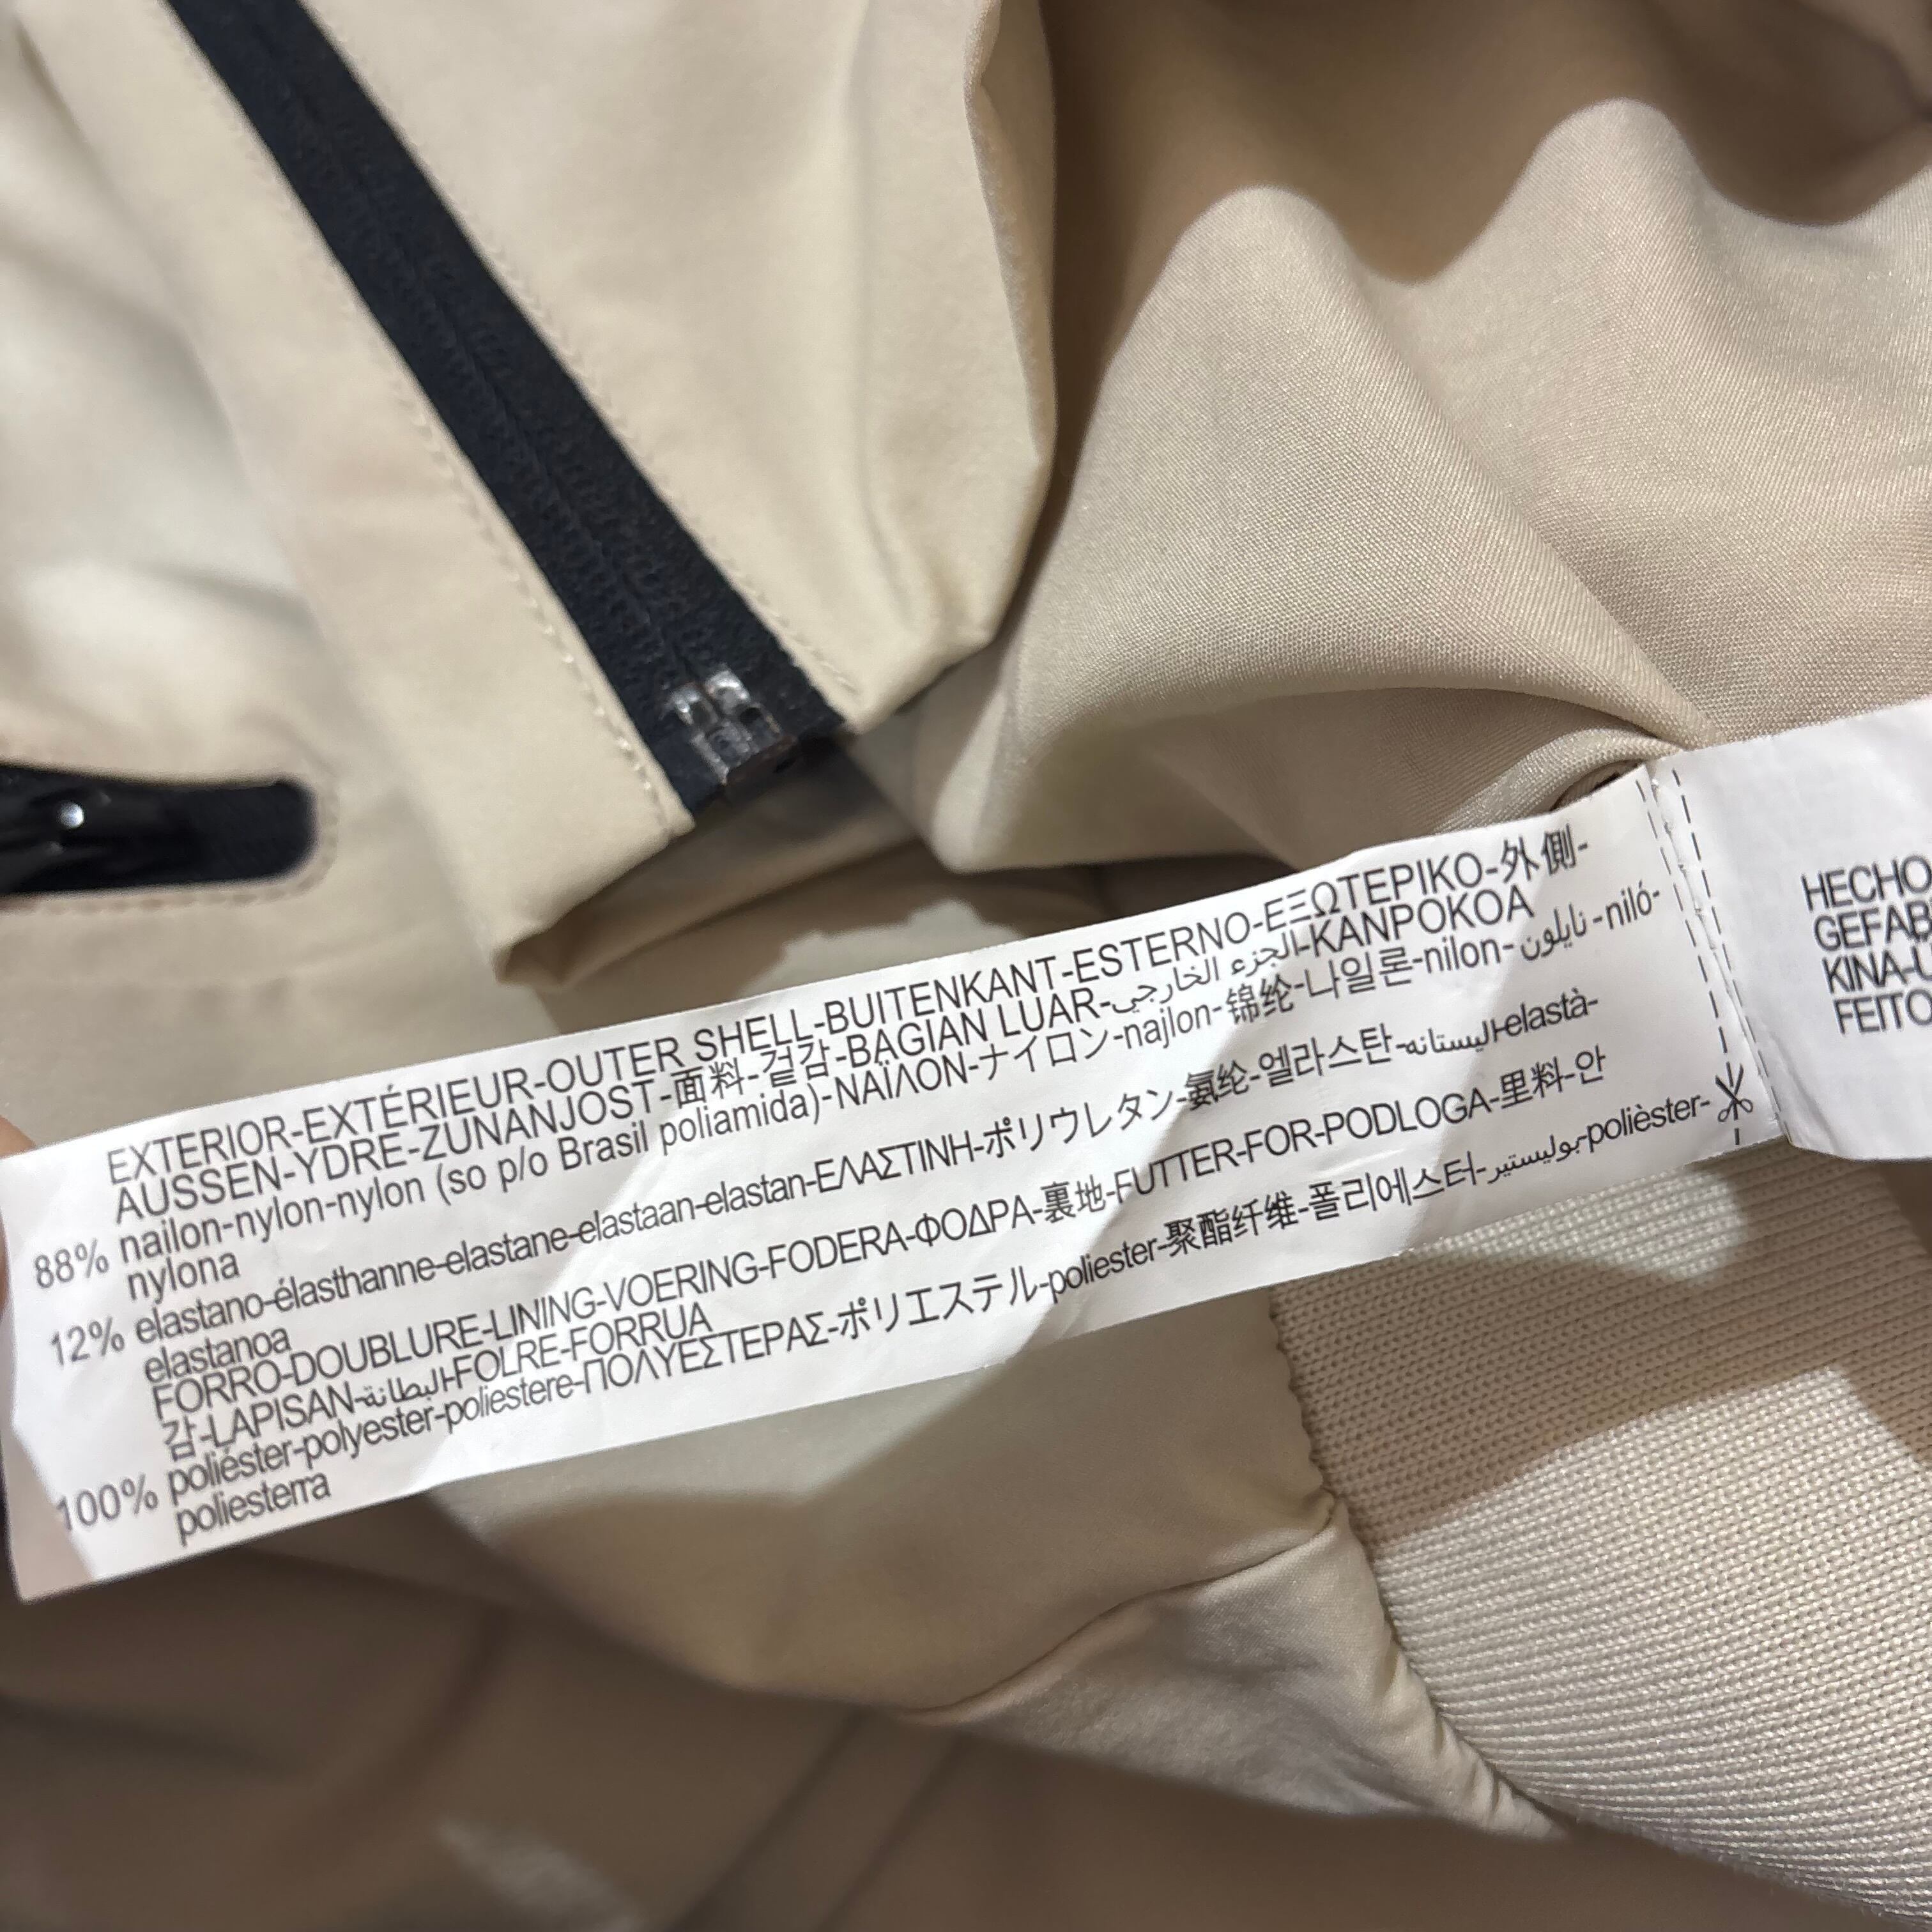 EXTERIOR-EXTÉRIEUR-OUTER SHELL-BUITENKANT-ESTERNO-ΕΞΩΤΕΡΙΚΟ-外側-
AUSSEN-YDRE-ZUNANJOST-面料-겉감-BAGIAN LUAR-الجزء الخارجي-KANPOKOA
88% nailon-nylon-nylon (so p/o Brasil poliamida)-ΝΑΪΛΟΝ-ナイロン-najlon-锦纶-나일론-nilon-نايلون-niló-
nylona
12% elastano-élasthanne-elastane-elastaan-elastan-ΕΛΑΣΤΙΝΗ-ポリウレタン-氨纶-엘라스탄-اليستانه-elastà-
elastanoa
FORRO-DOUBLURE-LINING-VOERING-FODERA-ΦΟΔΡΑ-裏地-FUTTER-FOR-PODLOGA-里料-안
감-LAPISAN-البطانة-FOLRE-FORRUA
100% poliéster-polyester-poliestere-ΠΟΛΥΕΣΤΕΡΑΣ-ポリエステル-poliester-聚酯纤维-폴리에스터-بوليستير-polièster-
poliesterra
HECHO
GEFAB
KINA-U
FEITO